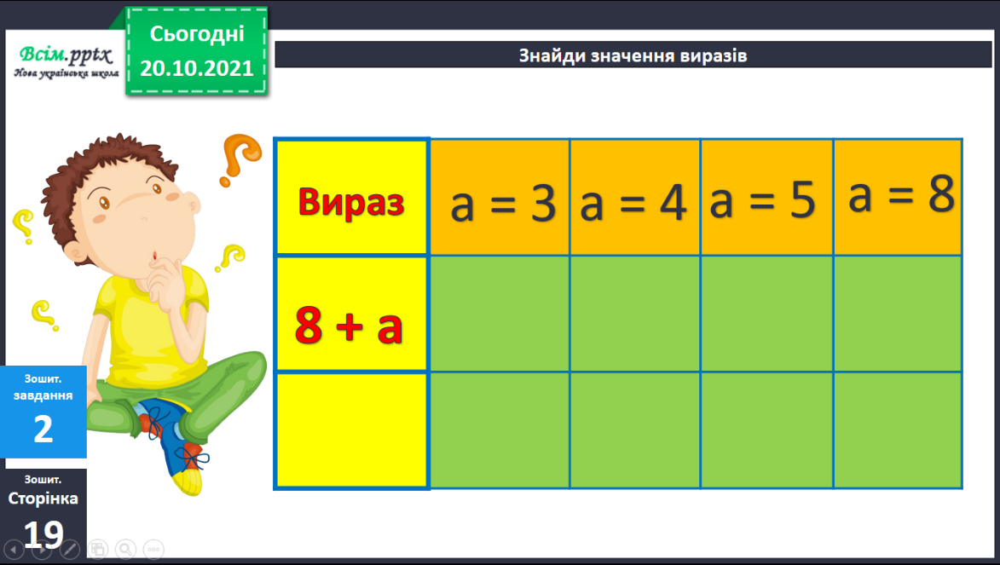 Всім.pptx
Нова українська школа
Сьогодні
20.10.2021
Знайди значення виразів
Вираз
а = 3
а = 4
а = 5
а = 8
8 + а
Зошит.
завдання
2
Зошит.
Сторінка
19